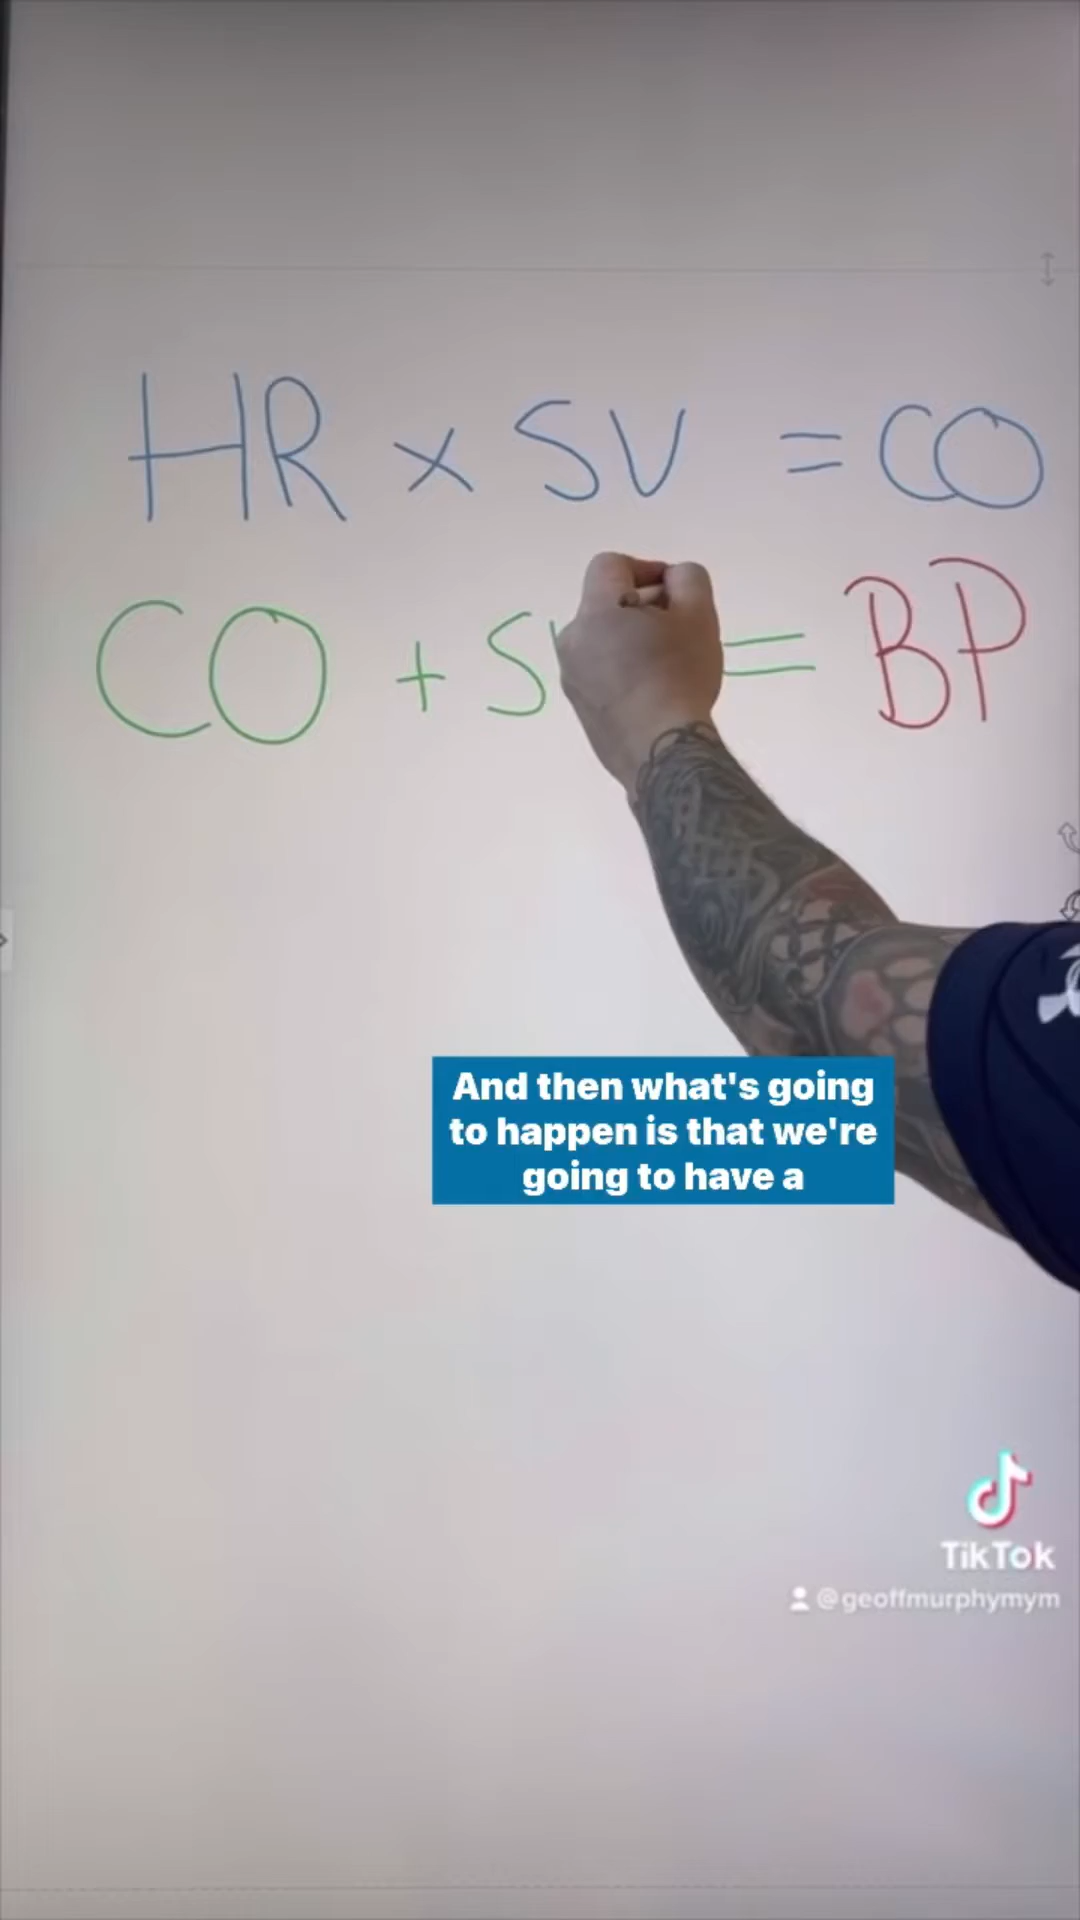 HR x SV = CO
CO + S = BP
And then what's going
to happen is that we're
going to have a
TikTok
@geoffmurphymym